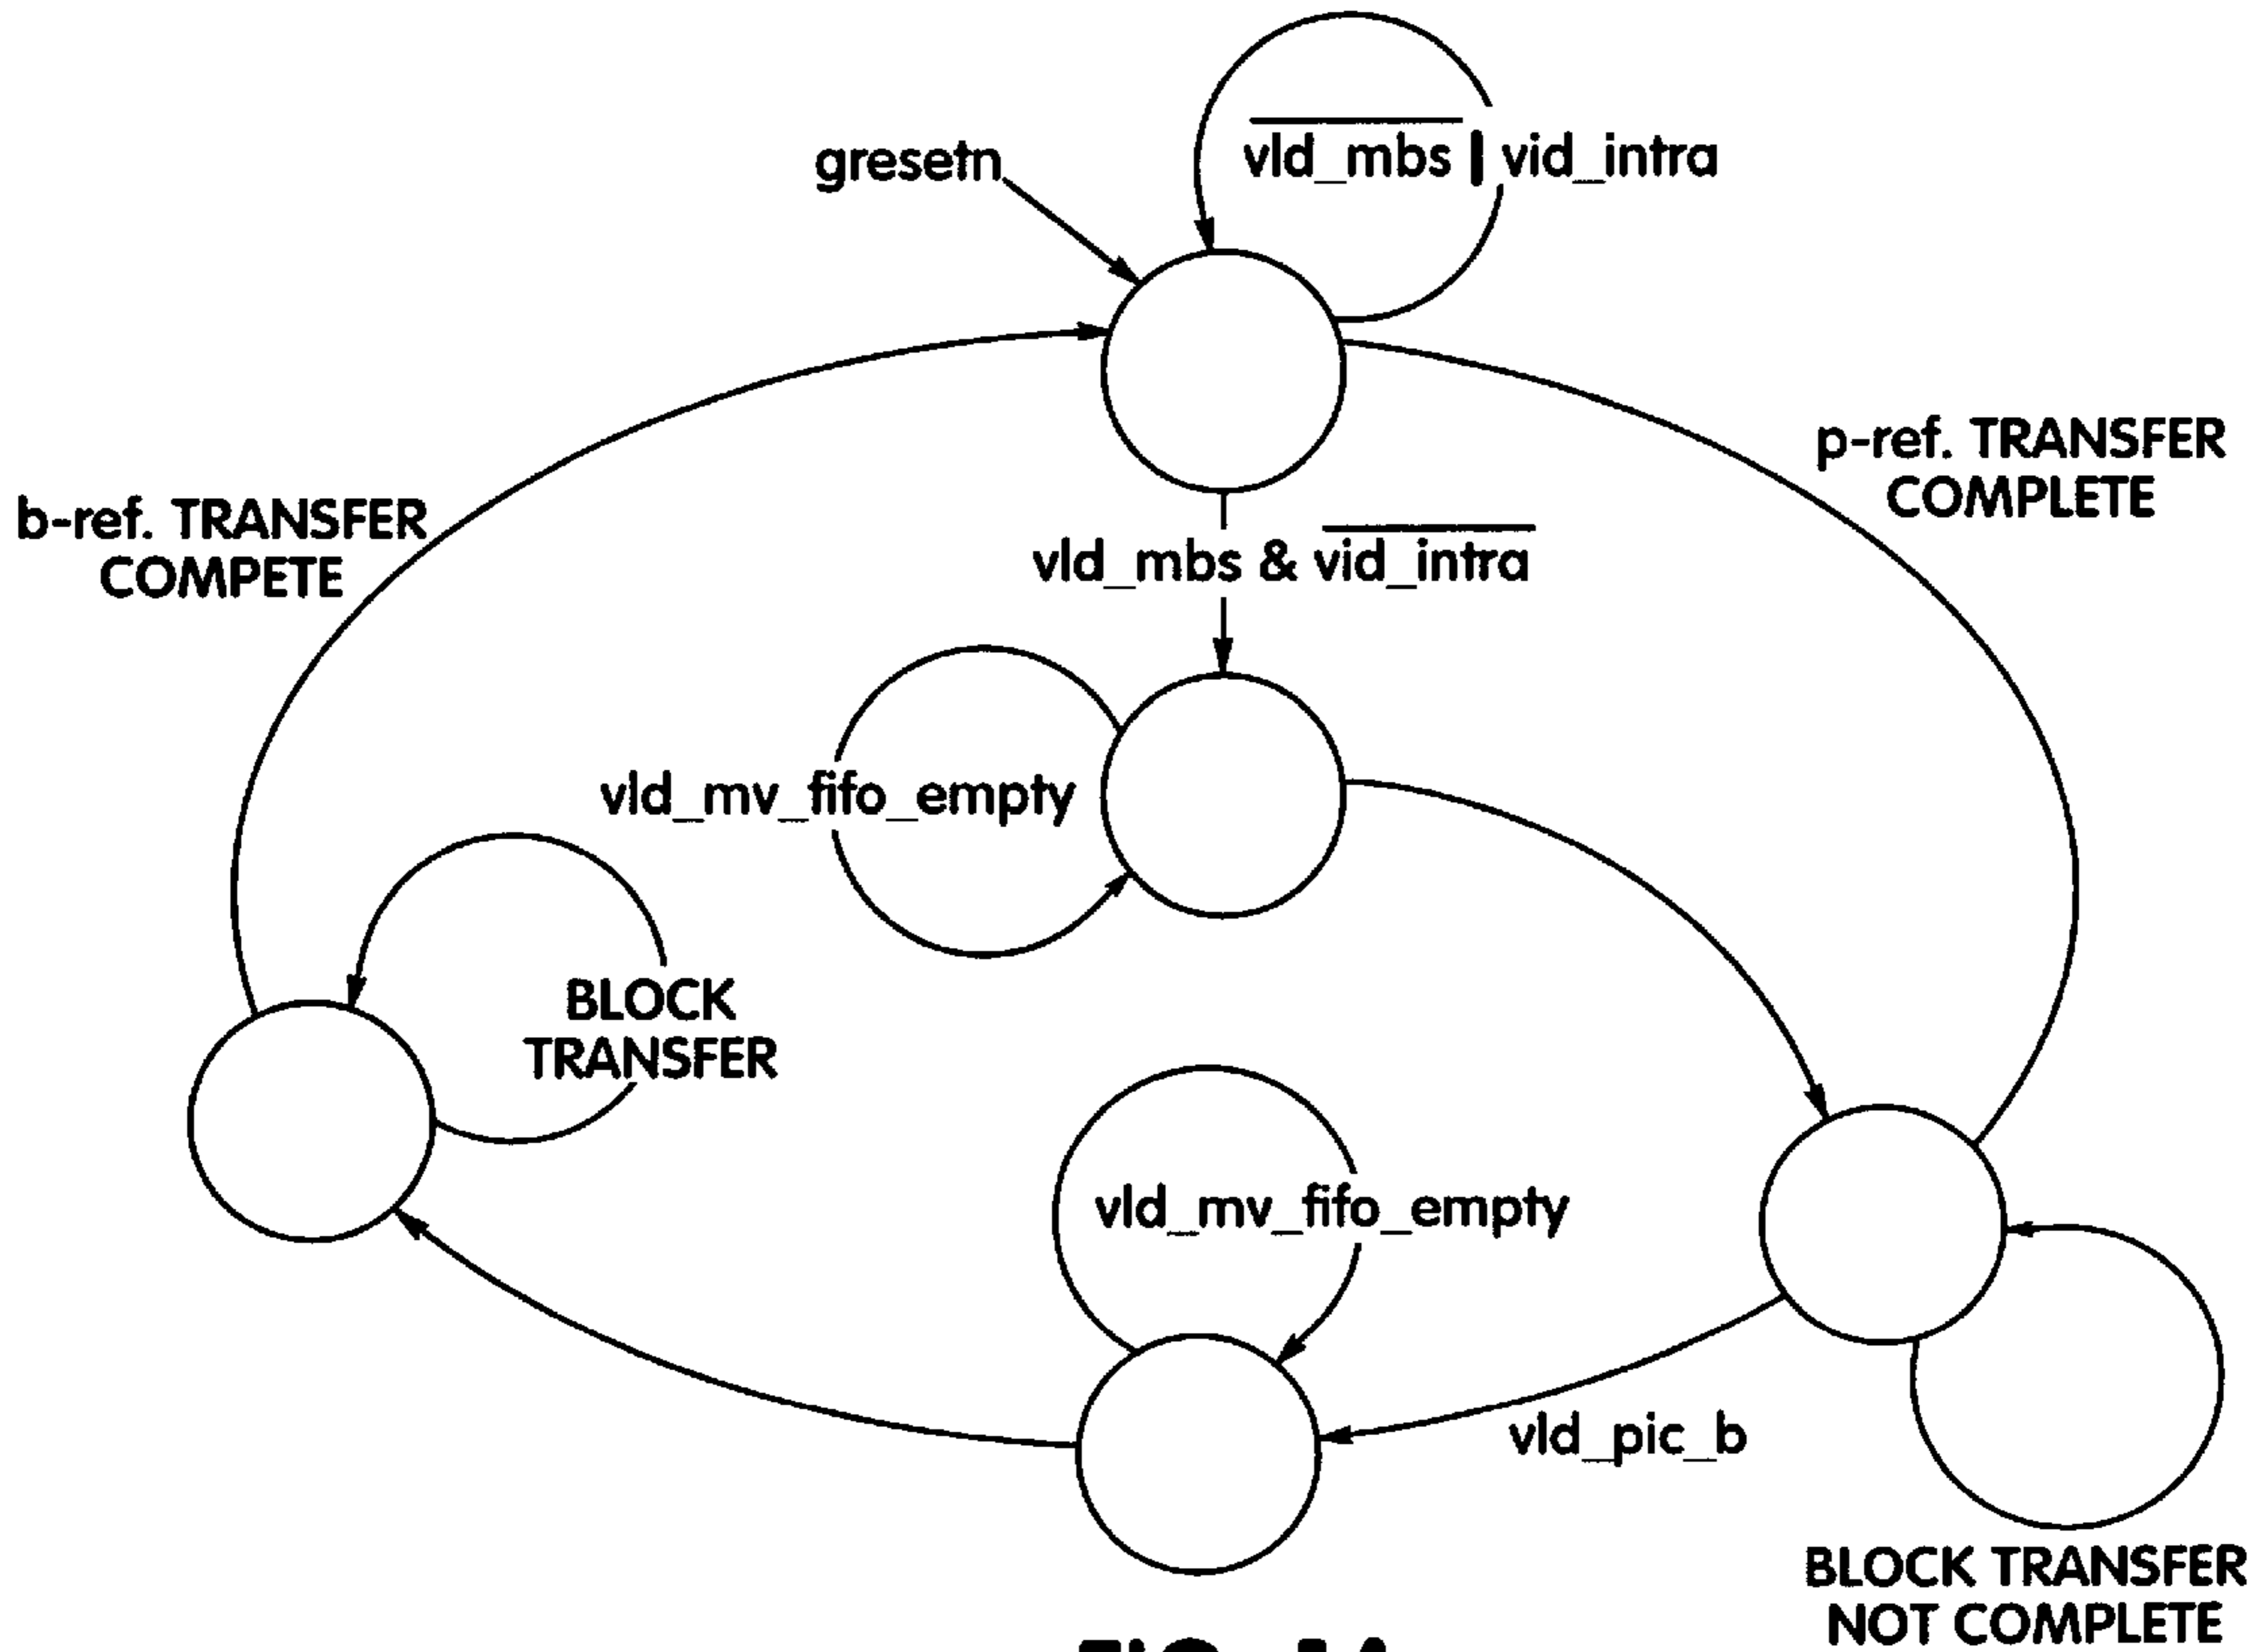 gresetn
vld_mbs | vid_intra
p-ref. TRANSFER
COMPLETE
b-ref. TRANSFER
COMPETE
vld_mbs & vid_intra
vld_mv_fifo_empty
BLOCK
TRANSFER
vld_mv_fifo_empty
vld_pic_b
BLOCK TRANSFER
NOT COMPLETE